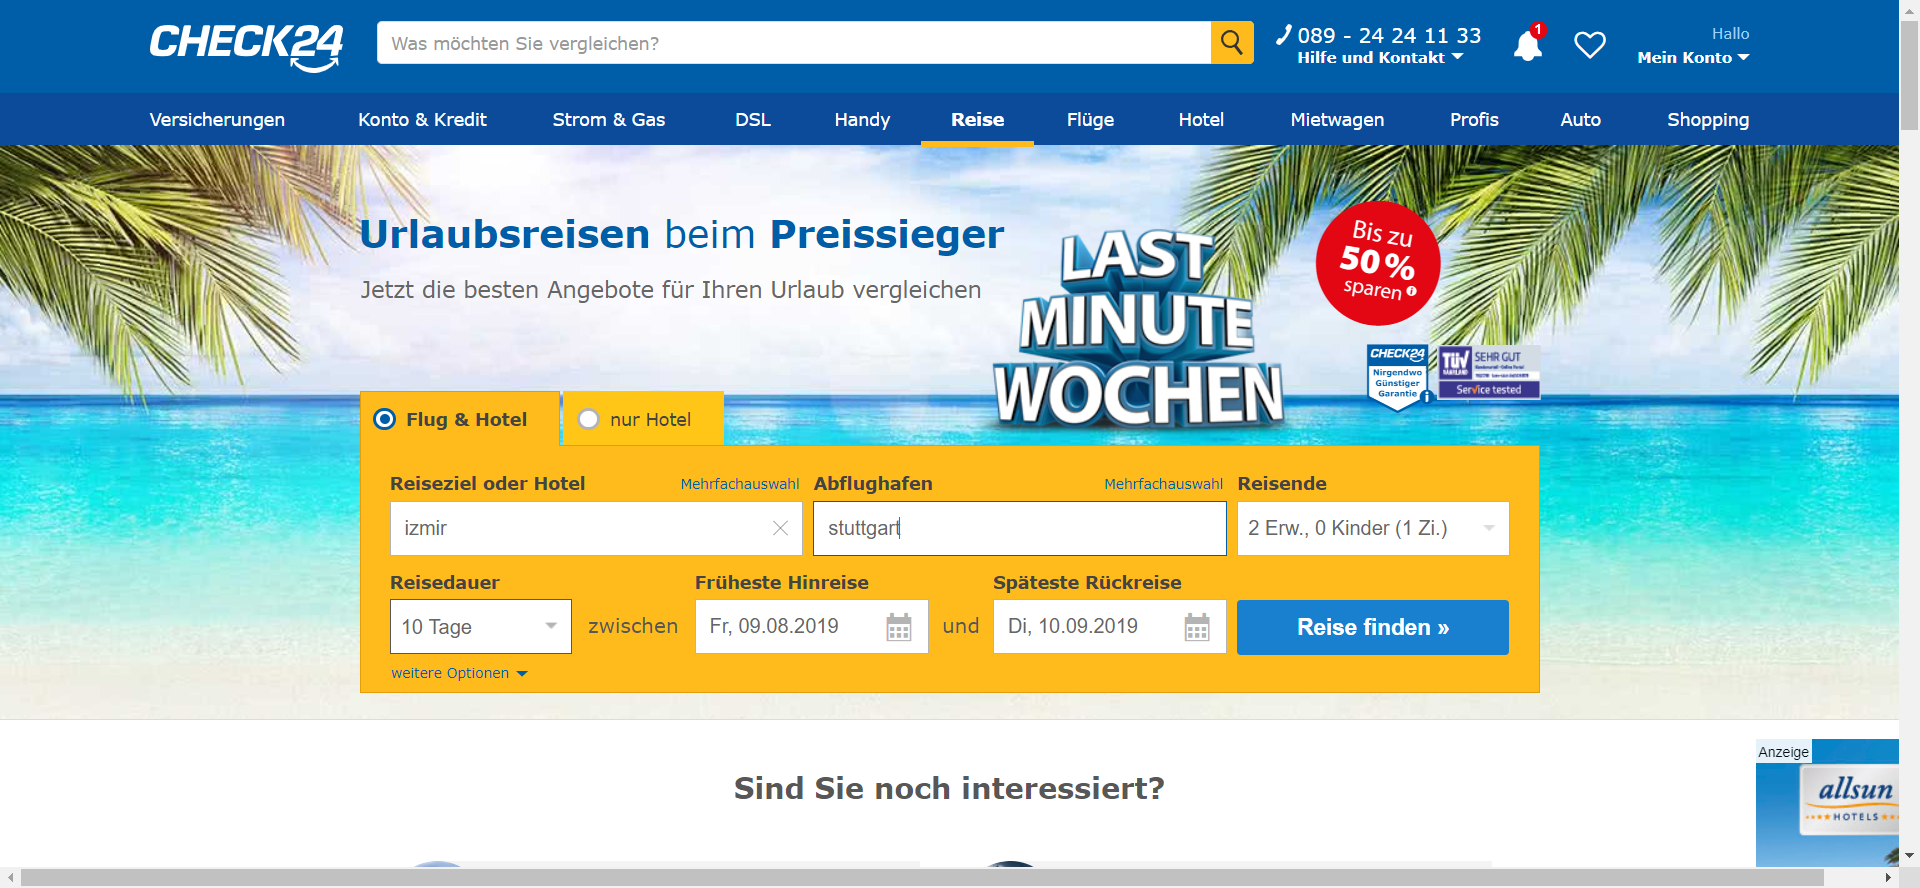 CHECK24
Was möchten Sie vergleichen?
089 - 24 24 11 33
Hilfe und Kontakt
1
Hallo
Mein Konto
Versicherungen
Konto & Kredit
Strom & Gas
DSL
Handy
Reise
Flüge
Hotel
Mietwagen
Profis
Auto
Shopping
Urlaubsreisen beim Preissieger
Jetzt die besten Angebote für Ihren Urlaub vergleichen
LAST
MINUTE
WOCHEN
Bis zu
50%
sparen
CHECK24
Nirgendwo
Günstiger
Garantie
TÜV
SEHR GUT
Service tested
Flug & Hotel
nur Hotel
Reiseziel oder Hotel
Mehrfachauswahl
Abflughafen
Mehrfachauswahl
Reisende
izmir
stuttgart
2 Erw., 0 Kinder (1 Zi.)
Reisedauer
Früheste Hinreise
Späteste Rückreise
10 Tage
zwischen
Fr, 09.08.2019
und
Di, 10.09.2019
Reise finden »
weitere Optionen
Sind Sie noch interessiert?
Anzeige
allsun
HOTELS